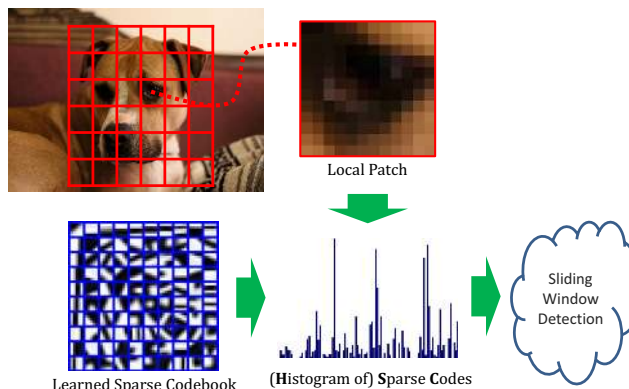 Local Patch
Sliding
Window
Detection
Learned Sparse Codebook
(Histogram of) Sparse Codes